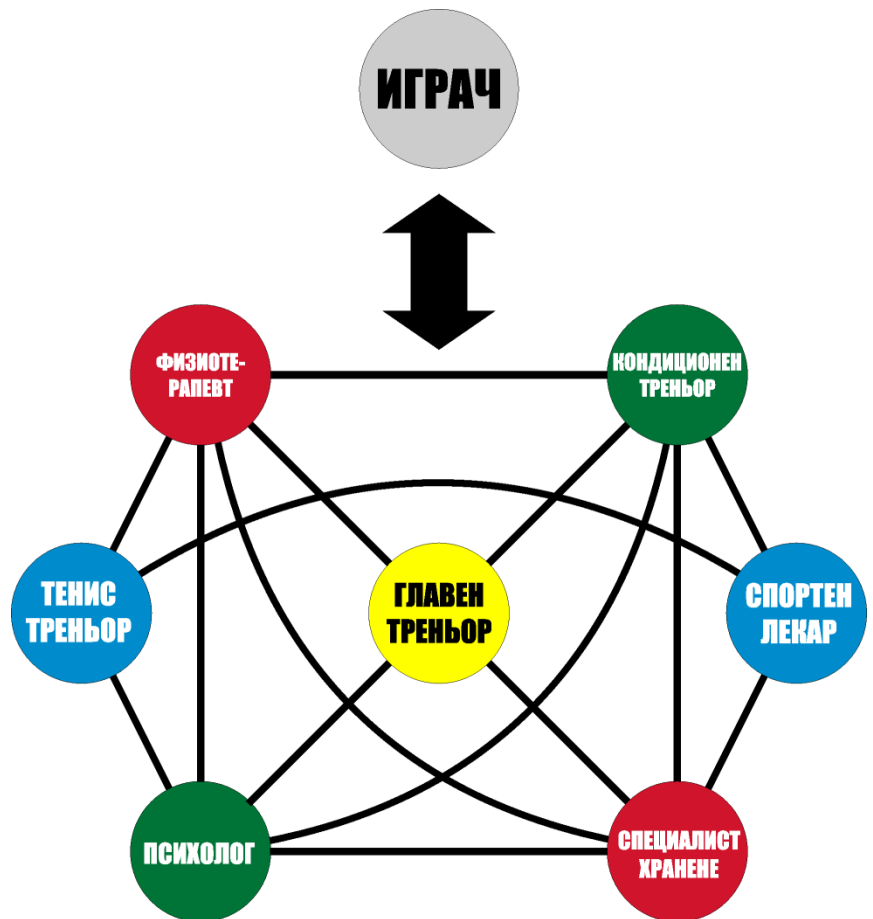 ИГРАЧ
ФИЗИОТЕ-
РАПЕВТ
КОНДИЦИОНЕН
ТРЕНЬОР
ТЕНИС
ТРЕНЬОР
ГЛАВЕН
ТРЕНЬОР
СПОРТЕН
ЛЕКАР
ПСИХОЛОГ
СПЕЦИАЛИСТ
ХРАНЕНЕ